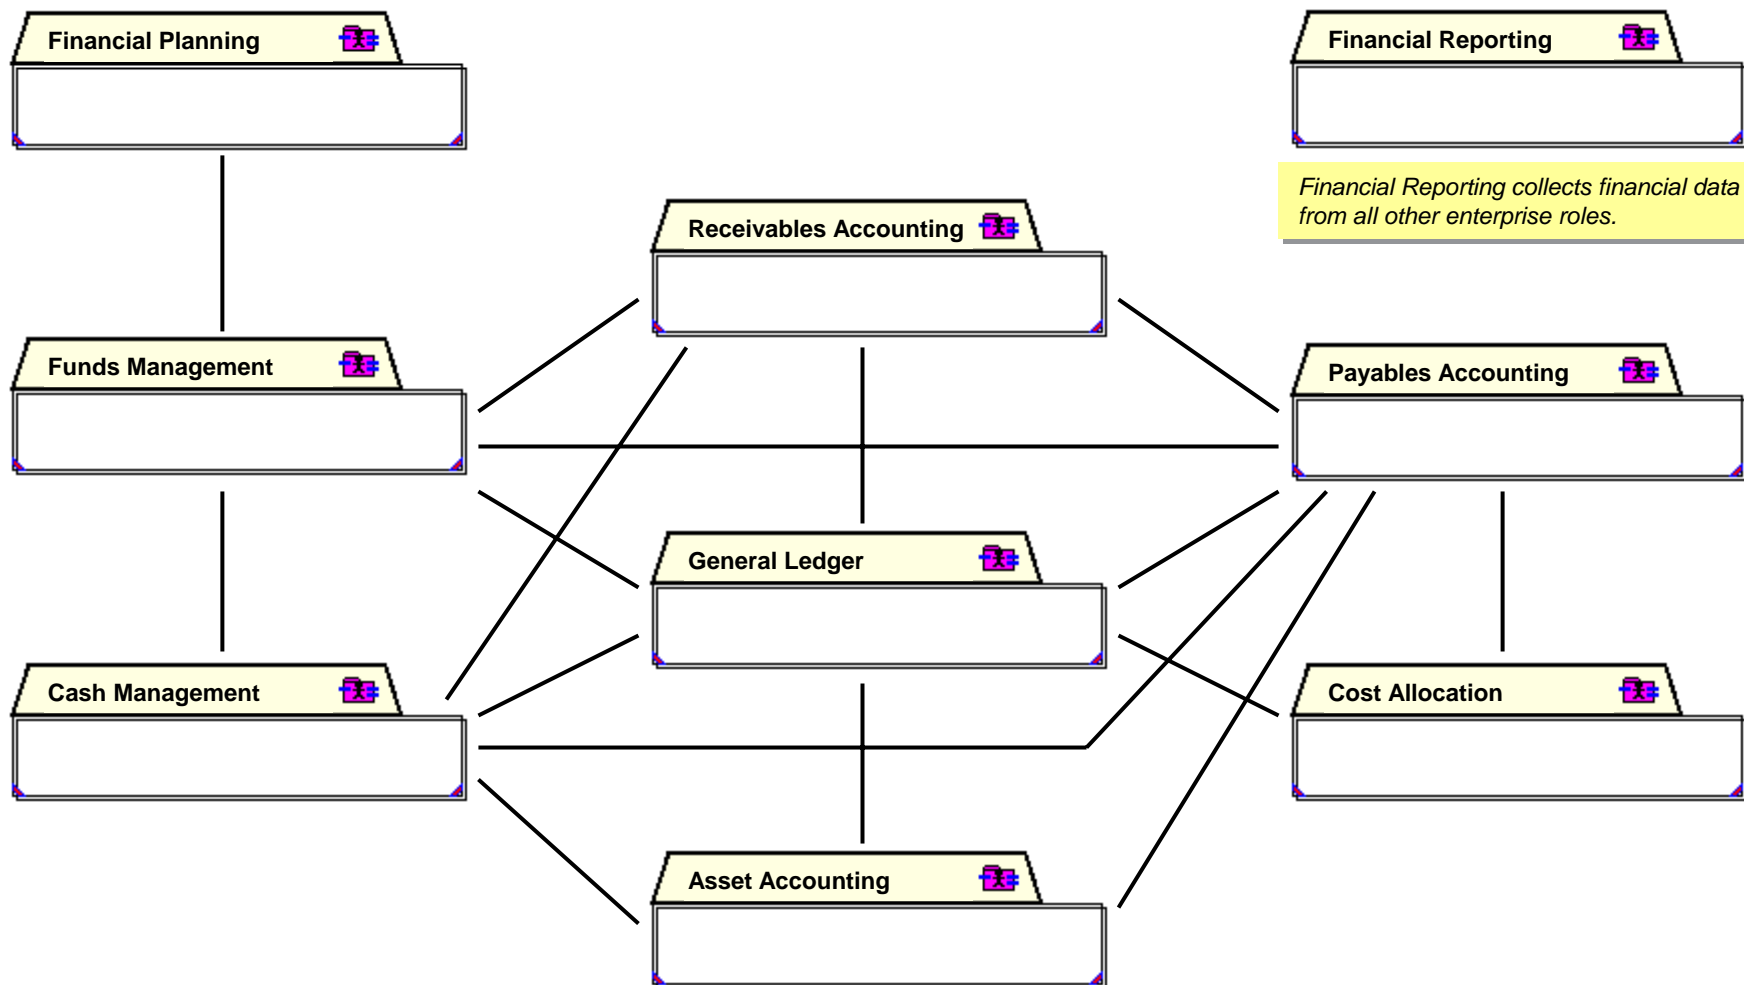 Financial Planning
Financial Reporting
Financial Reporting collects financial data
from all other enterprise roles.
Receivables Accounting
Funds Management
Payables Accounting
General Ledger
Cash Management
Cost Allocation
Asset Accounting